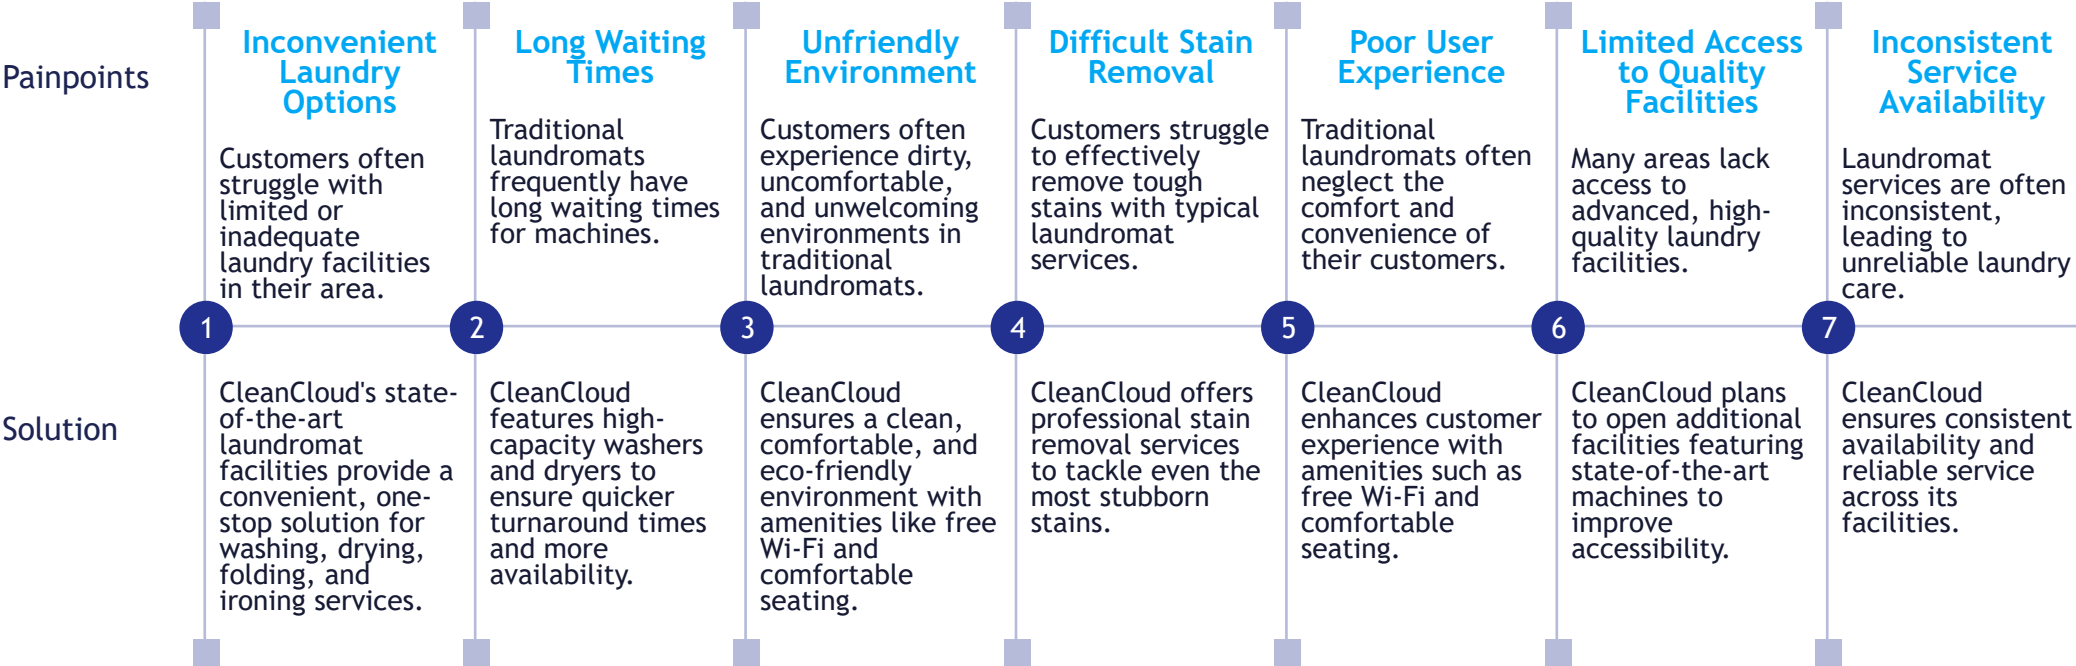 Painpoints
Inconvenient
Laundry
Options
Customers often
struggle with
limited or
inadequate
laundry facilities
in their area.
Long Waiting
Times
Traditional
laundromats
frequently have
long waiting times
for machines.
Unfriendly
Environment
Customers often
experience dirty,
uncomfortable,
and unwelcoming
environments in
traditional
laundromats.
Difficult Stain
Removal
Customers struggle
to effectively
remove tough
stains with typical
laundromat
services.
Poor User
Experience
Traditional
laundromats often
neglect the
comfort and
convenience of
their customers.
Limited Access
to Quality
Facilities
Many areas lack
access to
advanced, high-
quality laundry
facilities.
Inconsistent
Service
Availability
Laundromat
services are often
inconsistent,
leading to
unreliable laundry
care.
1
2
3
4
5
6
7
Solution
CleanCloud's state-
of-the-art
laundromat
facilities provide a
convenient, one-
stop solution for
washing, drying,
folding, and
ironing services.
CleanCloud
features high-
capacity washers
and dryers to
ensure quicker
turnaround times
and more
availability.
CleanCloud
ensures a clean,
comfortable, and
eco-friendly
environment with
amenities like free
Wi-Fi and
comfortable
seating.
CleanCloud offers
professional stain
removal services
to tackle even the
most stubborn
stains.
CleanCloud
enhances customer
experience with
amenities such as
free Wi-Fi and
comfortable
seating.
CleanCloud plans
to open additional
facilities featuring
state-of-the-art
machines to
improve
accessibility.
CleanCloud
ensures consistent
availability and
reliable service
across its
facilities.